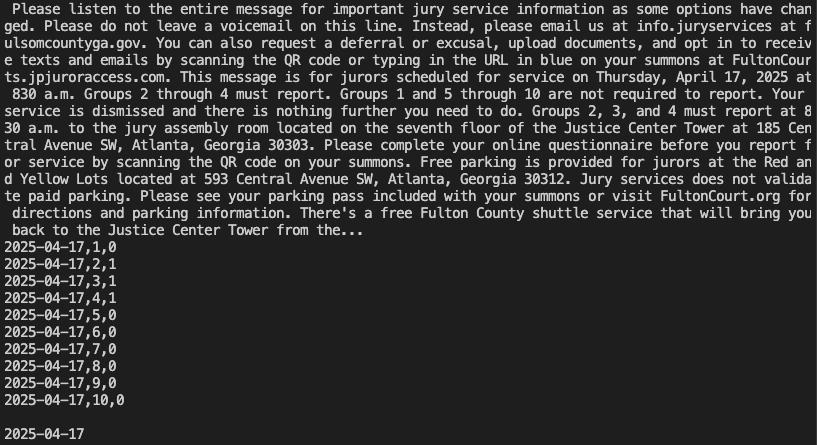 Please listen to the entire message for important jury service information as some options have chan
ged. Please do not leave a voicemail on this line. Instead, please email us at info.juryservices at f
ulsomcountyga.gov. You can also request a deferral or excusal, upload documents, and opt in to receiv
e texts and emails by scanning the QR code or typing in the URL in blue on your summons at FultonCour
ts.jpjuroraccess.com. This message is for jurors scheduled for service on Thursday, April 17, 2025 at
830 a.m. Groups 2 through 4 must report. Groups 1 and 5 through 10 are not required to report. Your
service is dismissed and there is nothing further you need to do. Groups 2, 3, and 4 must report at 8
30 a.m. to the jury assembly room located on the seventh floor of the Justice Center Tower at 185 Cen
tral Avenue SW, Atlanta, Georgia 30303. Please complete your online questionnaire before you report f
or service by scanning the QR code on your summons. Free parking is provided for jurors at the Red an
d Yellow Lots located at 593 Central Avenue SW, Atlanta, Georgia 30312. Jury services does not valida
te paid parking. Please see your parking pass included with your summons or visit FultonCourt.org for
directions and parking information. There's a free Fulton County shuttle service that will bring you
back to the Justice Center Tower from the...
2025-04-17,1,0
2025-04-17,2,1
2025-04-17,3,1
2025-04-17,4,1
2025-04-17,5,0
2025-04-17,6,0
2025-04-17,7,0
2025-04-17,8,0
2025-04-17,9,0
2025-04-17,10,0
2025-04-17